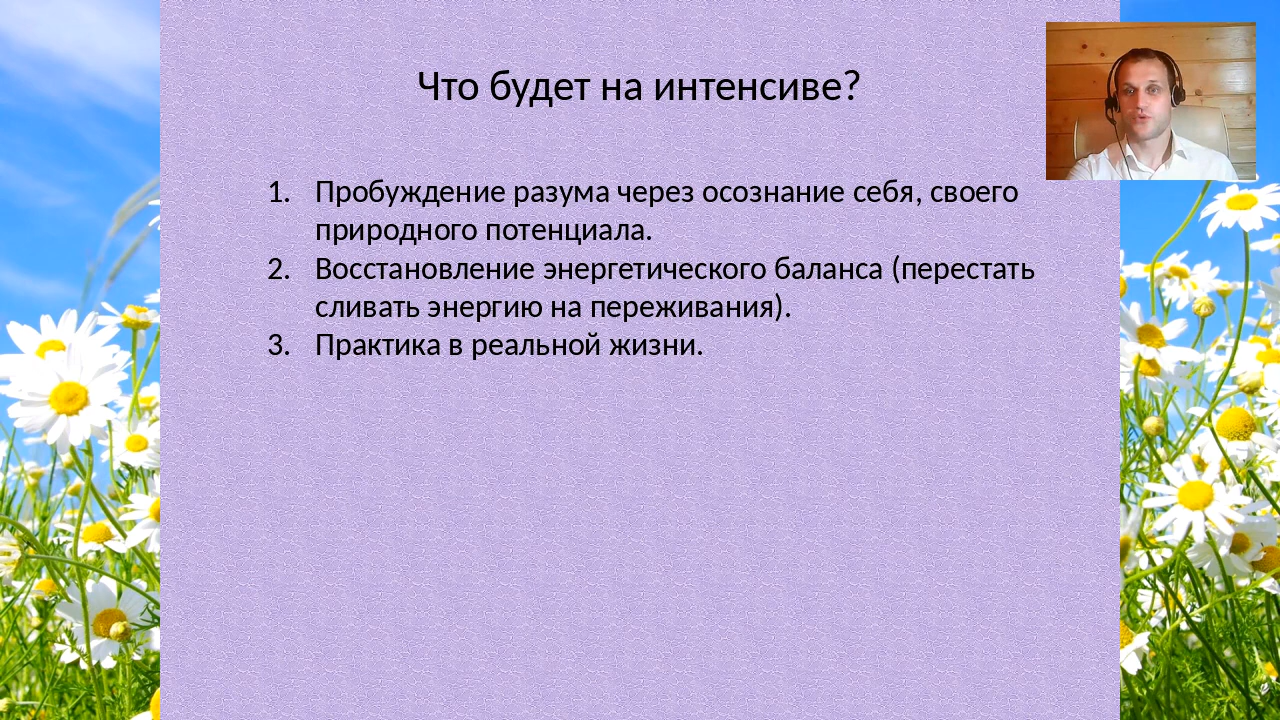 Что будет на интенсиве?
1. Пробуждение разума через осознание себя, своего
природного потенциала.
2. Восстановление энергетического баланса (перестать
сливать энергию на переживания).
3. Практика в реальной жизни.